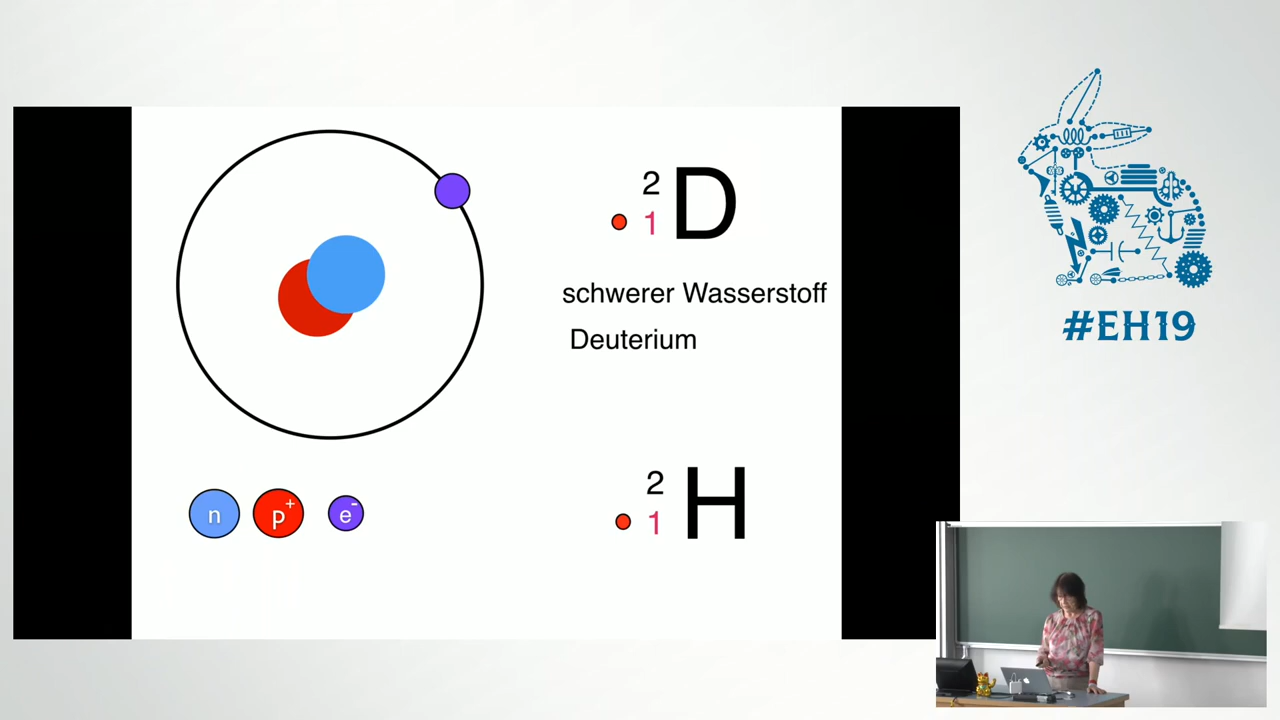 2
1 D
schwerer Wasserstoff
Deuterium
2
1 H
n p+ e-
#EH19